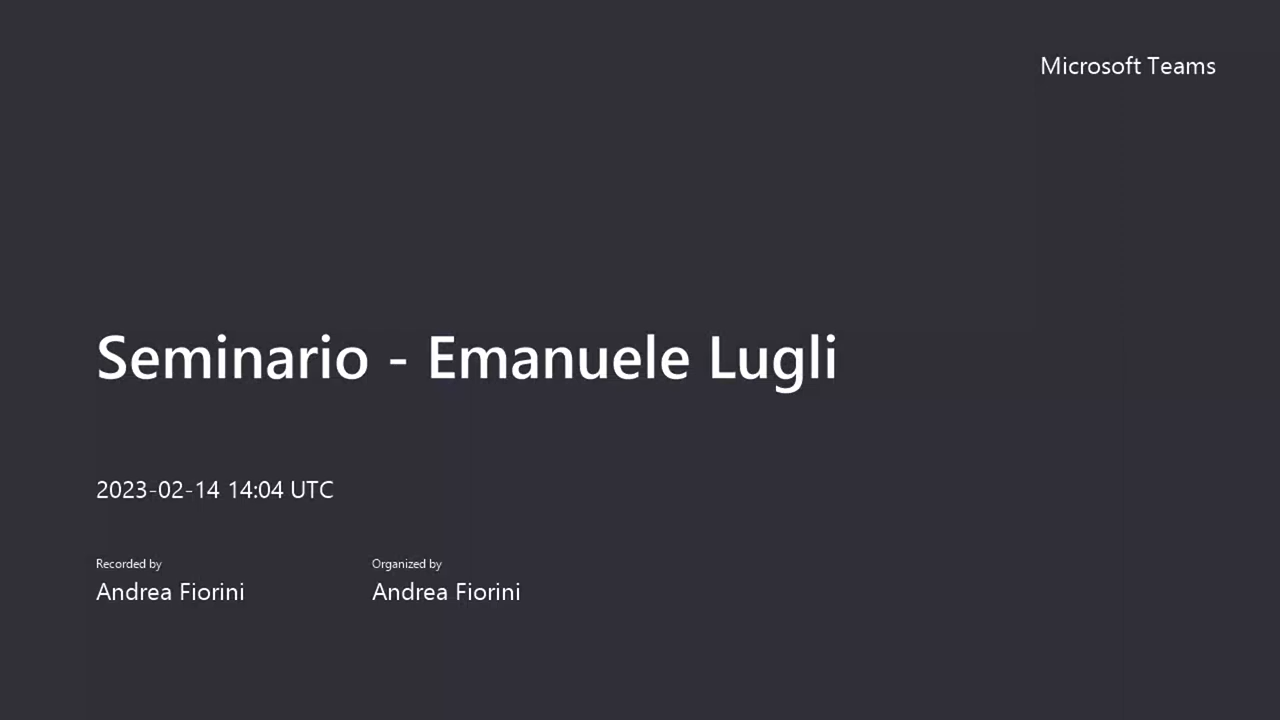 Microsoft Teams
Seminario - Emanuele Lugli
2023-02-14 14:04 UTC
Recorded by
Andrea Fiorini
Organized by
Andrea Fiorini